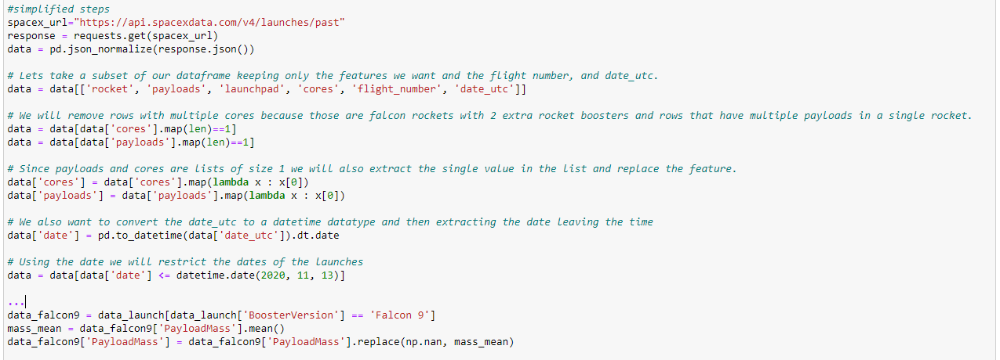 #simplified steps
spacex_url="https://api.spacexdata.com/v4/launches/past"
response = requests.get(spacex_url)
data = pd.json_normalize(response.json())
# Lets take a subset of our dataframe keeping only the features we want and the flight number, and date_utc.
data = data[['rocket', 'payloads', 'launchpad', 'cores', 'flight_number', 'date_utc']]
# We will remove rows with multiple cores because those are falcon rockets with 2 extra rocket boosters and rows that have multiple payloads in a single rocket.
data = data[data['cores'].map(len)==1]
data = data[data['payloads'].map(len)==1]
# Since payloads and cores are lists of size 1 we will also extract the single value in the list and replace the feature.
data['cores'] = data['cores'].map(lambda x : x[0])
data['payloads'] = data['payloads'].map(lambda x : x[0])
# We also want to convert the date_utc to a datetime datatype and then extracting the date leaving the time
data['date'] = pd.to_datetime(data['date_utc']).dt.date
# Using the date we will restrict the dates of the launches
data = data[data['date'] <= datetime.date(2020, 11, 13)]
...
data_falcon9 = data_launch[data_launch['BoosterVersion'] == 'Falcon 9']
mass_mean = data_falcon9['PayloadMass'].mean()
data_falcon9['PayloadMass'] = data_falcon9['PayloadMass'].replace(np.nan, mass_mean)